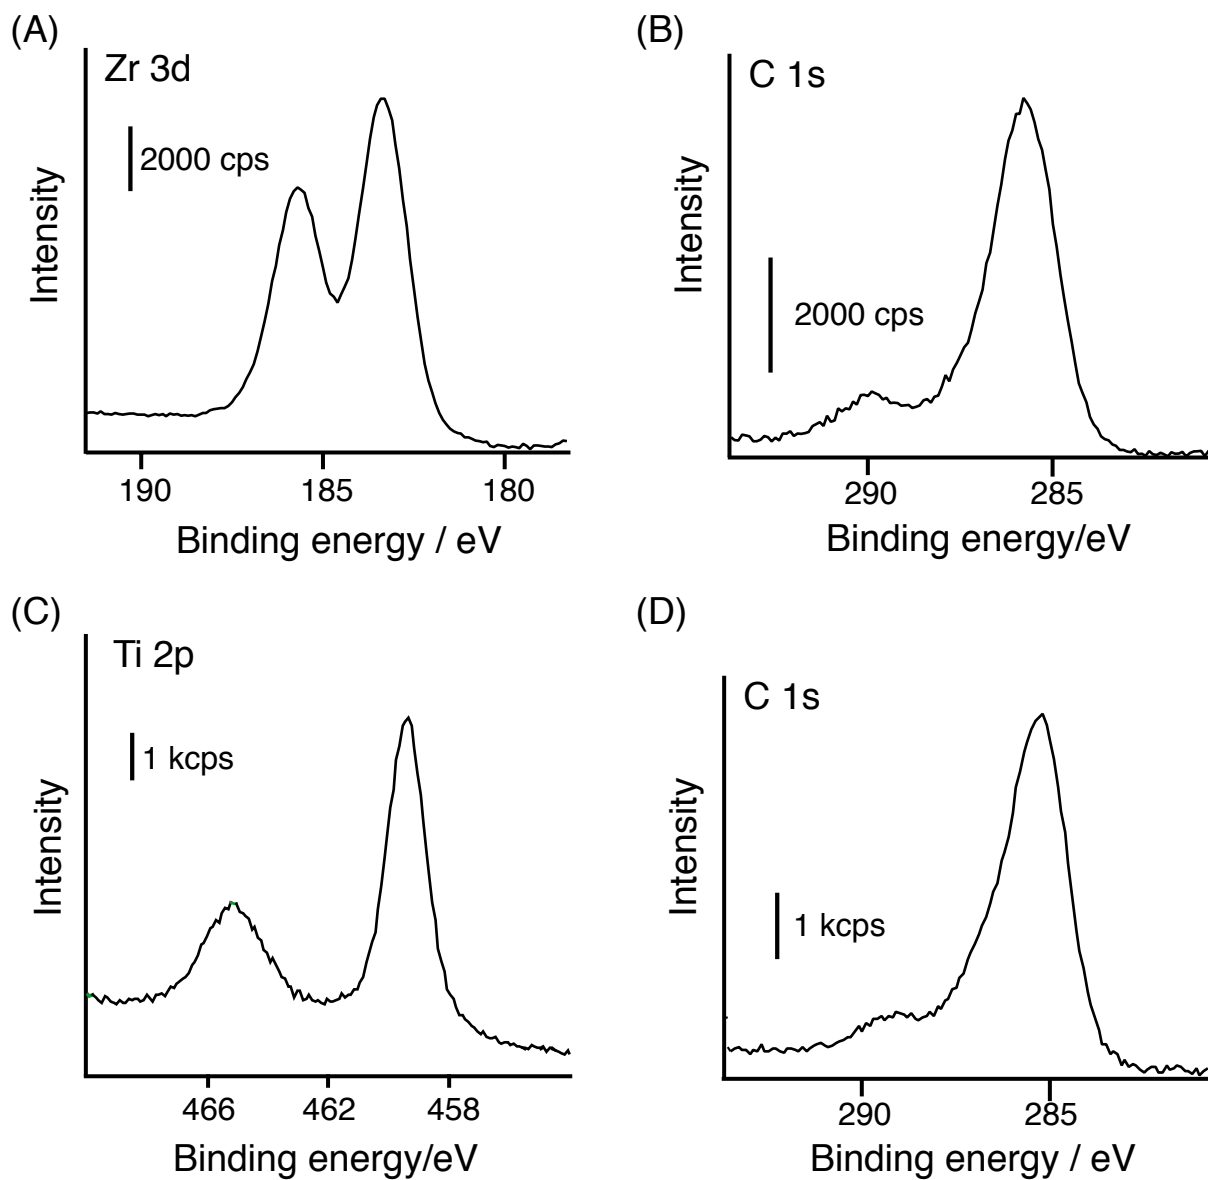 (A)
Zr 3d
2000 cps
Intensity
190
185
180
Binding energy / eV
(B)
C 1s
2000 cps
Intensity
290
285
Binding energy/eV
(C)
Ti 2p
1 kcps
Intensity
466
462
458
Binding energy/eV
(D)
C 1s
1 kcps
Intensity
290
285
Binding energy / eV